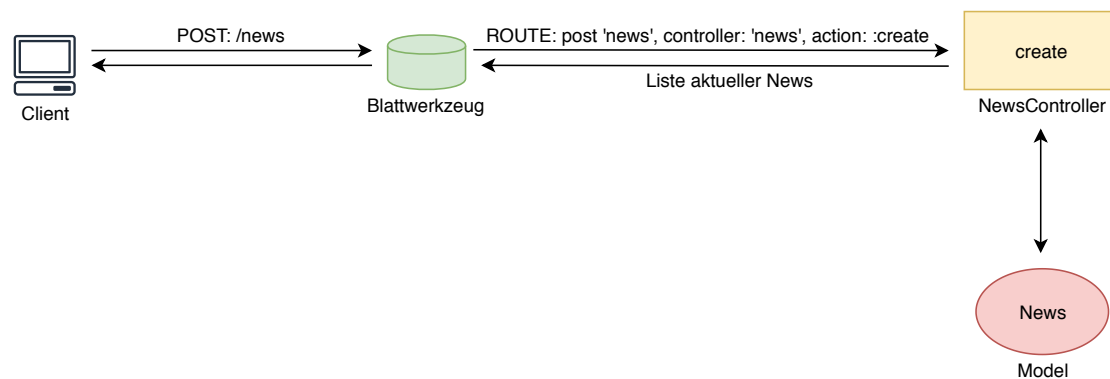 POST: /news
ROUTE: post 'news', controller: 'news', action: :create
create
Liste aktueller News
Client
Blattwerkzeug
NewsController
News
Model